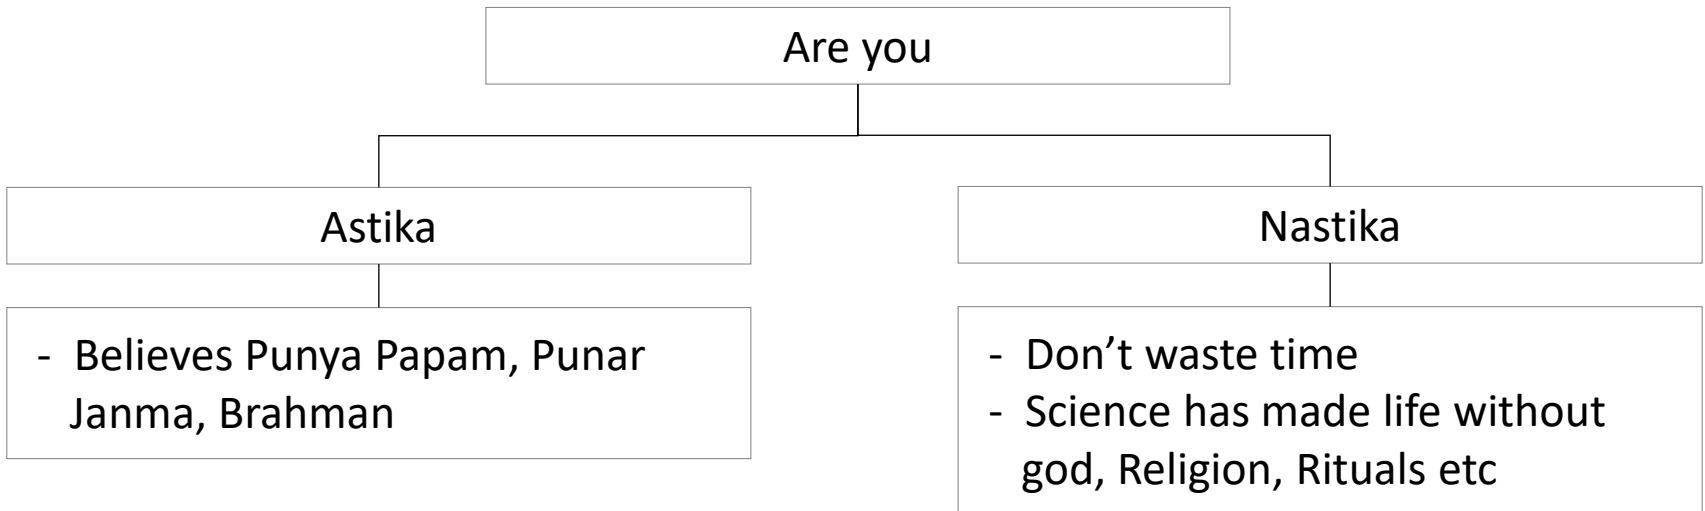 Are you
Astika
Nastika
- Believes Punya Papam, Punar
Janma, Brahman
- Don’t waste time
- Science has made life without
god, Religion, Rituals etc